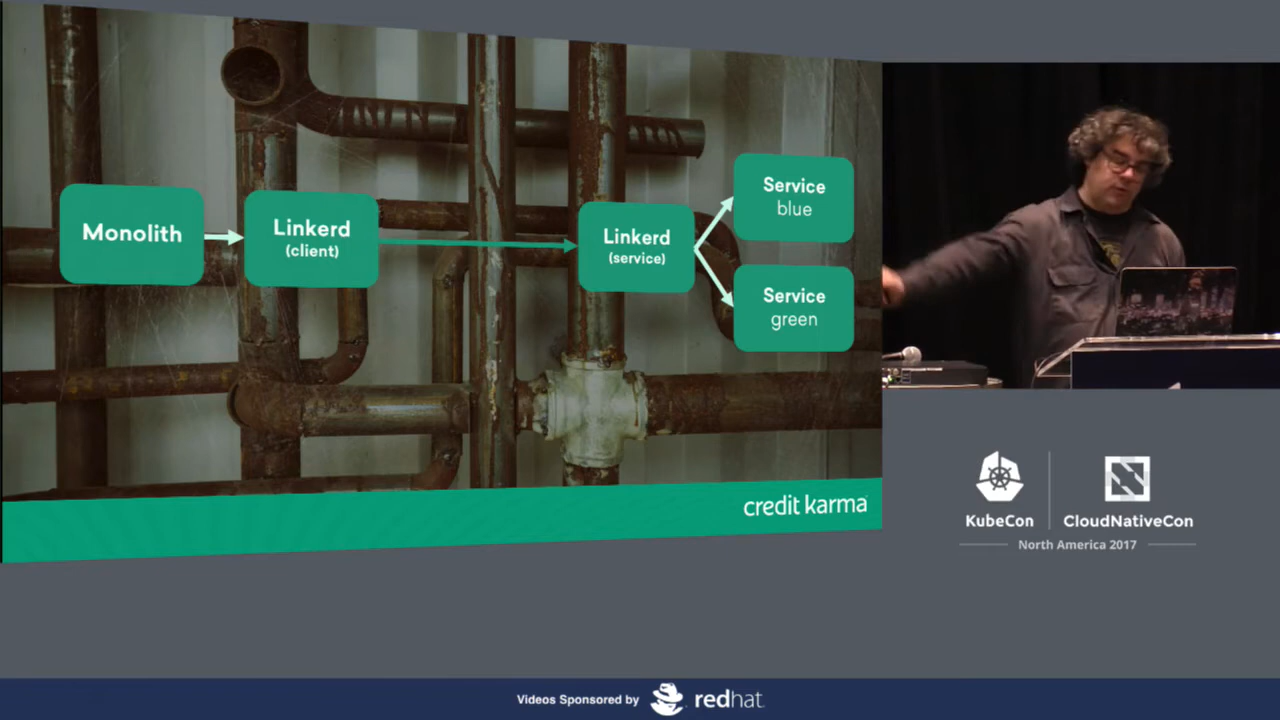 Monolith
Linkerd
(client)
Linkerd
(service)
Service
blue
Service
green
credit karma
KubeCon
CloudNativeCon
North America 2017
Videos Sponsored by
redhat